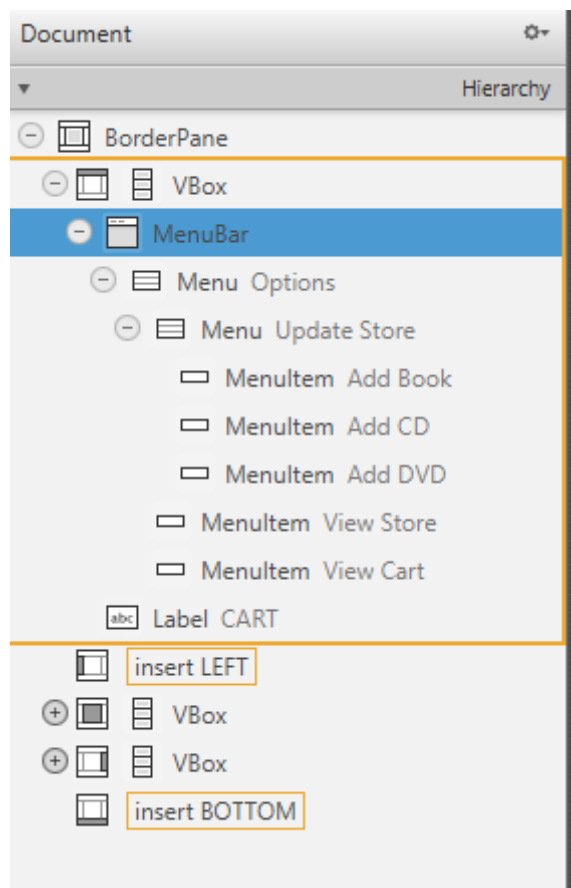 Document
Hierarchy
BorderPane
VBox
MenuBar
Menu Options
Menu Update Store
MenuItem Add Book
MenuItem Add CD
MenuItem Add DVD
MenuItem View Store
MenuItem View Cart
abc Label CART
insert LEFT
VBox
VBox
insert BOTTOM